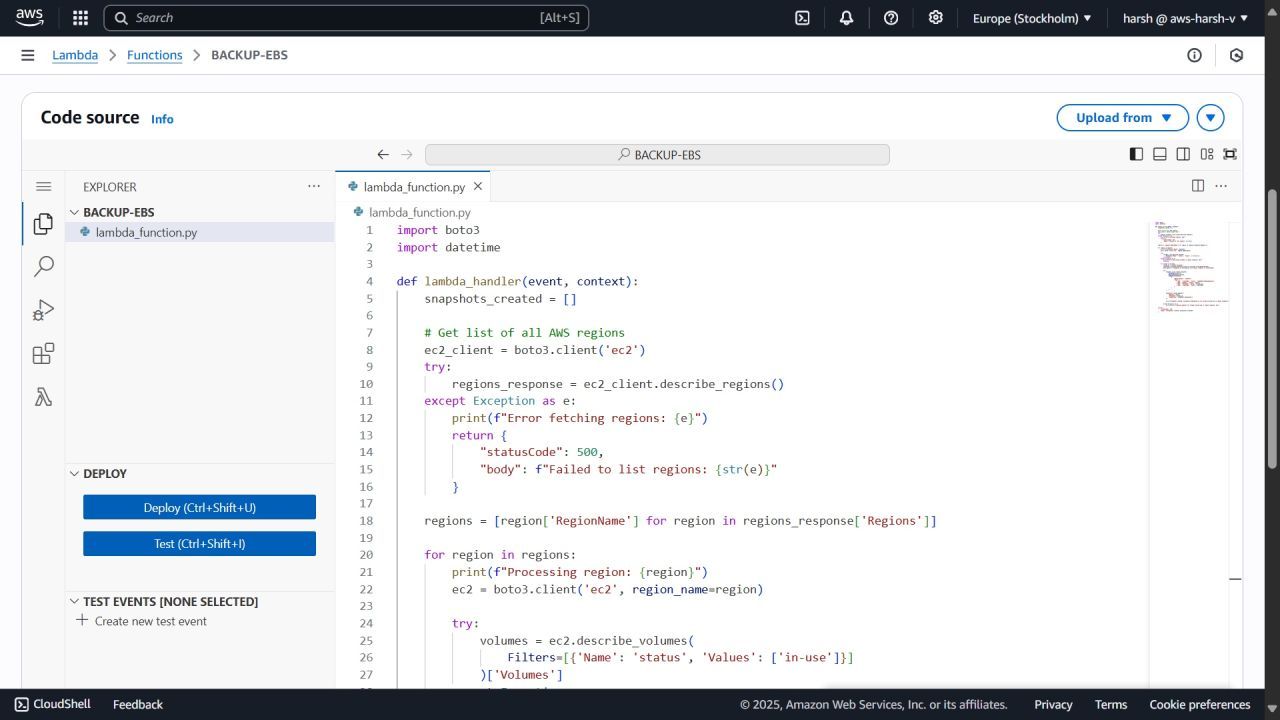 aws
Search [Alt+S]
Europe (Stockholm) ▼
harsh @ aws-harsh-v ▼
Lambda > Functions > BACKUP-EBS
Code source Info
Upload from ▼
BACKUP-EBS
EXPLORER
lambda_function.py
BACKUP-EBS
lambda_function.py
lambda_function.py
1 import boto3
2 import datetime
3
4 def lambda_handler(event, context):
5 snapshots_created = []
6
7 # Get list of all AWS regions
8 ec2_client = boto3.client('ec2')
9 try:
10 regions_response = ec2_client.describe_regions()
11 except Exception as e:
12 print(f"Error fetching regions: {e}")
13 return {
14 "statusCode": 500,
15 "body": f"Failed to list regions: {str(e)}"
16 }
17
18 regions = [region['RegionName'] for region in regions_response['Regions']]
19
20 for region in regions:
21 print(f"Processing region: {region}")
22 ec2 = boto3.client('ec2', region_name=region)
23
24 try:
25 volumes = ec2.describe_volumes(
26 Filters=[{'Name': 'status', 'Values': ['in-use']}]
27 )['Volumes']
DEPLOY
Deploy (Ctrl+Shift+U)
Test (Ctrl+Shift+I)
TEST EVENTS [NONE SELECTED]
+ Create new test event
CloudShell
Feedback
© 2025, Amazon Web Services, Inc. or its affiliates.
Privacy
Terms
Cookie preferences